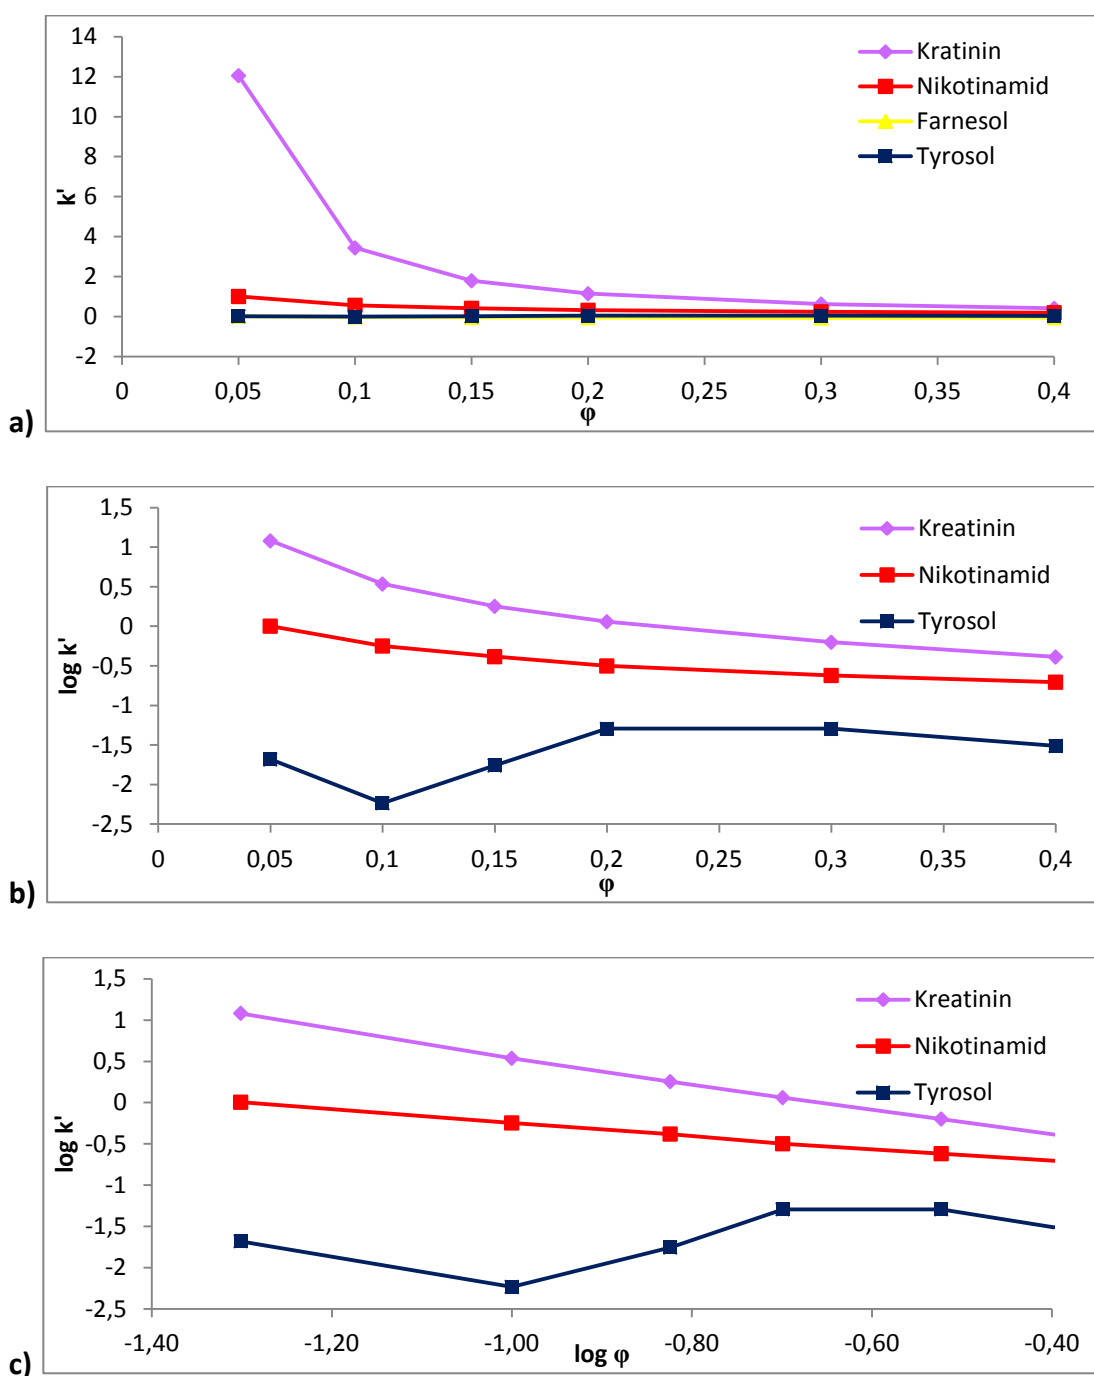 14
12
10
8
6
4
2
0
-2
k'
0
0,05
0,1
0,15
0,2
0,25
0,3
0,35
0,4
φ
Kratinin
Nikotinamid
Farnesol
Tyrosol
a)
1,5
1
0,5
0
-0,5
-1
-1,5
-2
-2,5
log k'
0
0,05
0,1
0,15
0,2
0,25
0,3
0,35
0,4
φ
Kreatinin
Nikotinamid
Tyrosol
b)
1,5
1
0,5
0
-0,5
-1
-1,5
-2
-2,5
log k'
-1,40
-1,20
-1,00
-0,80
-0,60
-0,40
log φ
Kreatinin
Nikotinamid
Tyrosol
c)